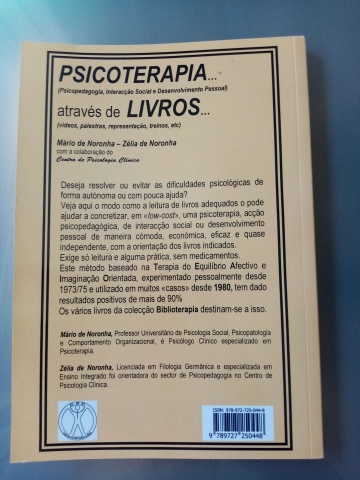 PSICOTERAPIA...
(Psicopedagogia, Interacção Social e Desenvolvimento Pessoal)
através de LIVROS...
(vídeos, palestras, representação, treinos, etc)
Mário de Noronha – Zélia de Noronha
com a colaboração do
Centro de Psicologia Clínica
Deseja resolver ou evitar as dificuldades psicológicas de
forma autónoma ou com pouca ajuda?
Veja aqui o modo como a leitura de livros adequados o pode
ajudar a concretizar, em «low-cost», uma psicoterapia, acção
psicopedagógica, de interacção social ou desenvolvimento
pessoal de maneira cómoda, económica, eficaz e quase
independente, com a orientação dos livros indicados.
Exige só leitura e alguma prática, sem medicamentos.
Este método baseado na Terapia do Equilíbrio Afectivo e
Imaginação Orientada, experimentado pessoalmente desde
1973/75 e utilizado em muitos «casos» desde 1980, tem dado
resultados positivos de mais de 90%
Os vários livros da colecção Biblioterapia destinam-se a isso.
Mário de Noronha, Professor Universitário de Psicologia Social, Psicopatologia
e Comportamento Organizacional, é Psicólogo Clínico especializado em
Psicoterapia.
Zélia de Noronha, Licenciada em Filologia Germânica e especializada em
Ensino Integrado foi orientadora do sector de Psicopedagogia no Centro de
Psicologia Clínica.
ISBN: 978-972-725-044-8
9 789727 250448